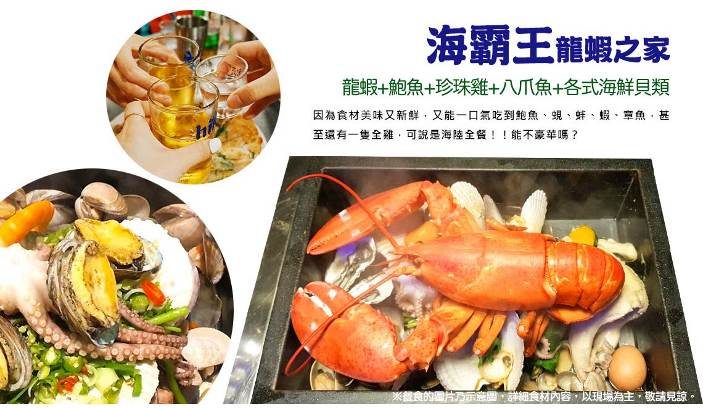 海霸王龍蝦之家
龍蝦+鮑魚+珍珠雞+八爪魚+各式海鮮貝類
因為食材美味又新鮮，又能一口氣吃到鮑魚、蜆、蚌、蝦、章魚，甚
至還有一隻全雞，可說是海陸全餐！！能不豪華嗎？
※餐食的圖片乃示意圖，詳細食材內容，以現場為主，敬請見諒。